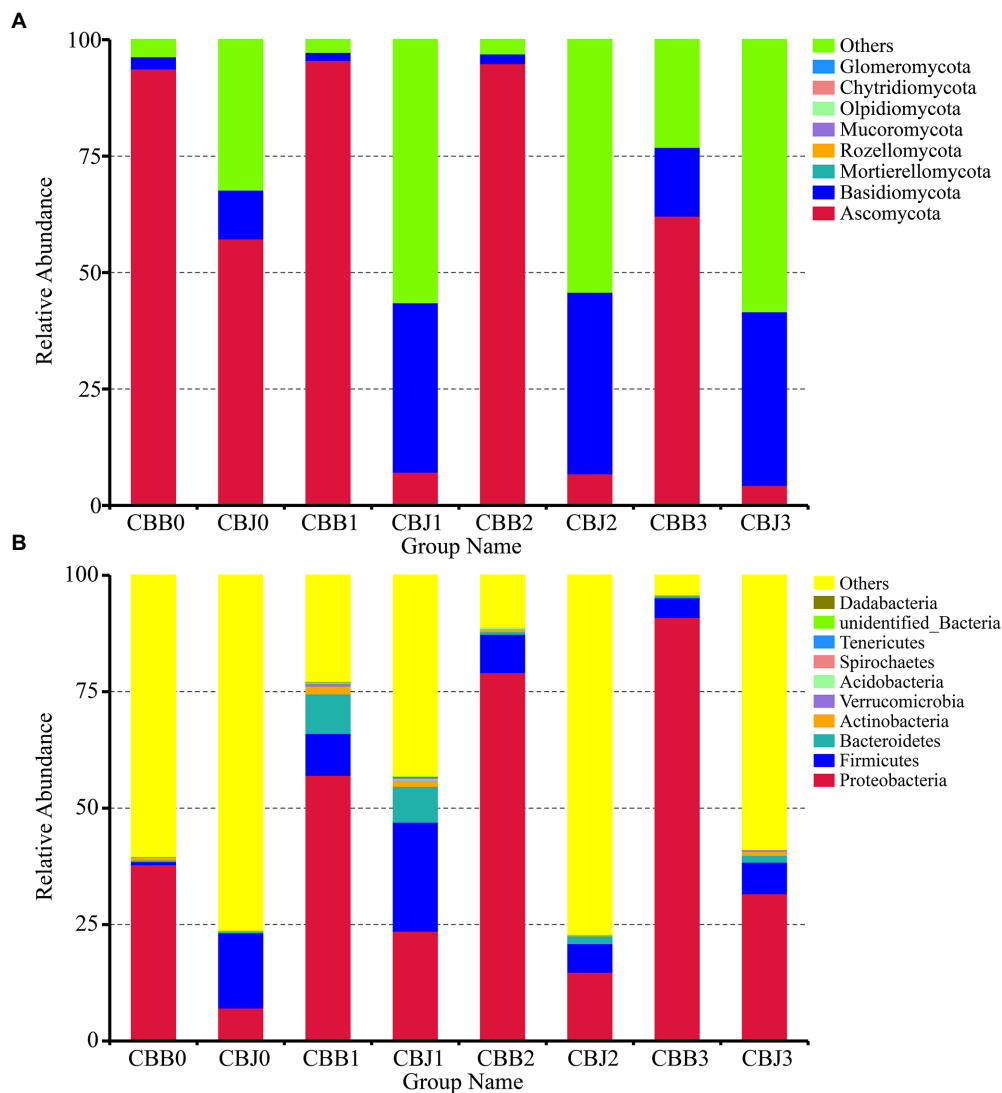 A
100
75
50
25
0
Relative Abundance
CBB0 CBJ0 CBB1 CBJ1 CBB2 CBJ2 CBB3 CBJ3
Group Name
Others
Glomeromycota
Chytridiomycota
Olpidiomycota
Mucoromycota
Rozellomycota
Mortierellomycota
Basidiomycota
Ascomycota
B
100
75
50
25
0
Relative Abundance
CBB0 CBJ0 CBB1 CBJ1 CBB2 CBJ2 CBB3 CBJ3
Group Name
Others
Dadabacteria
unidentified_Bacteria
Tenericutes
Spirochaetes
Acidobacteria
Verrucomicrobia
Actinobacteria
Bacteroidetes
Firmicutes
Proteobacteria